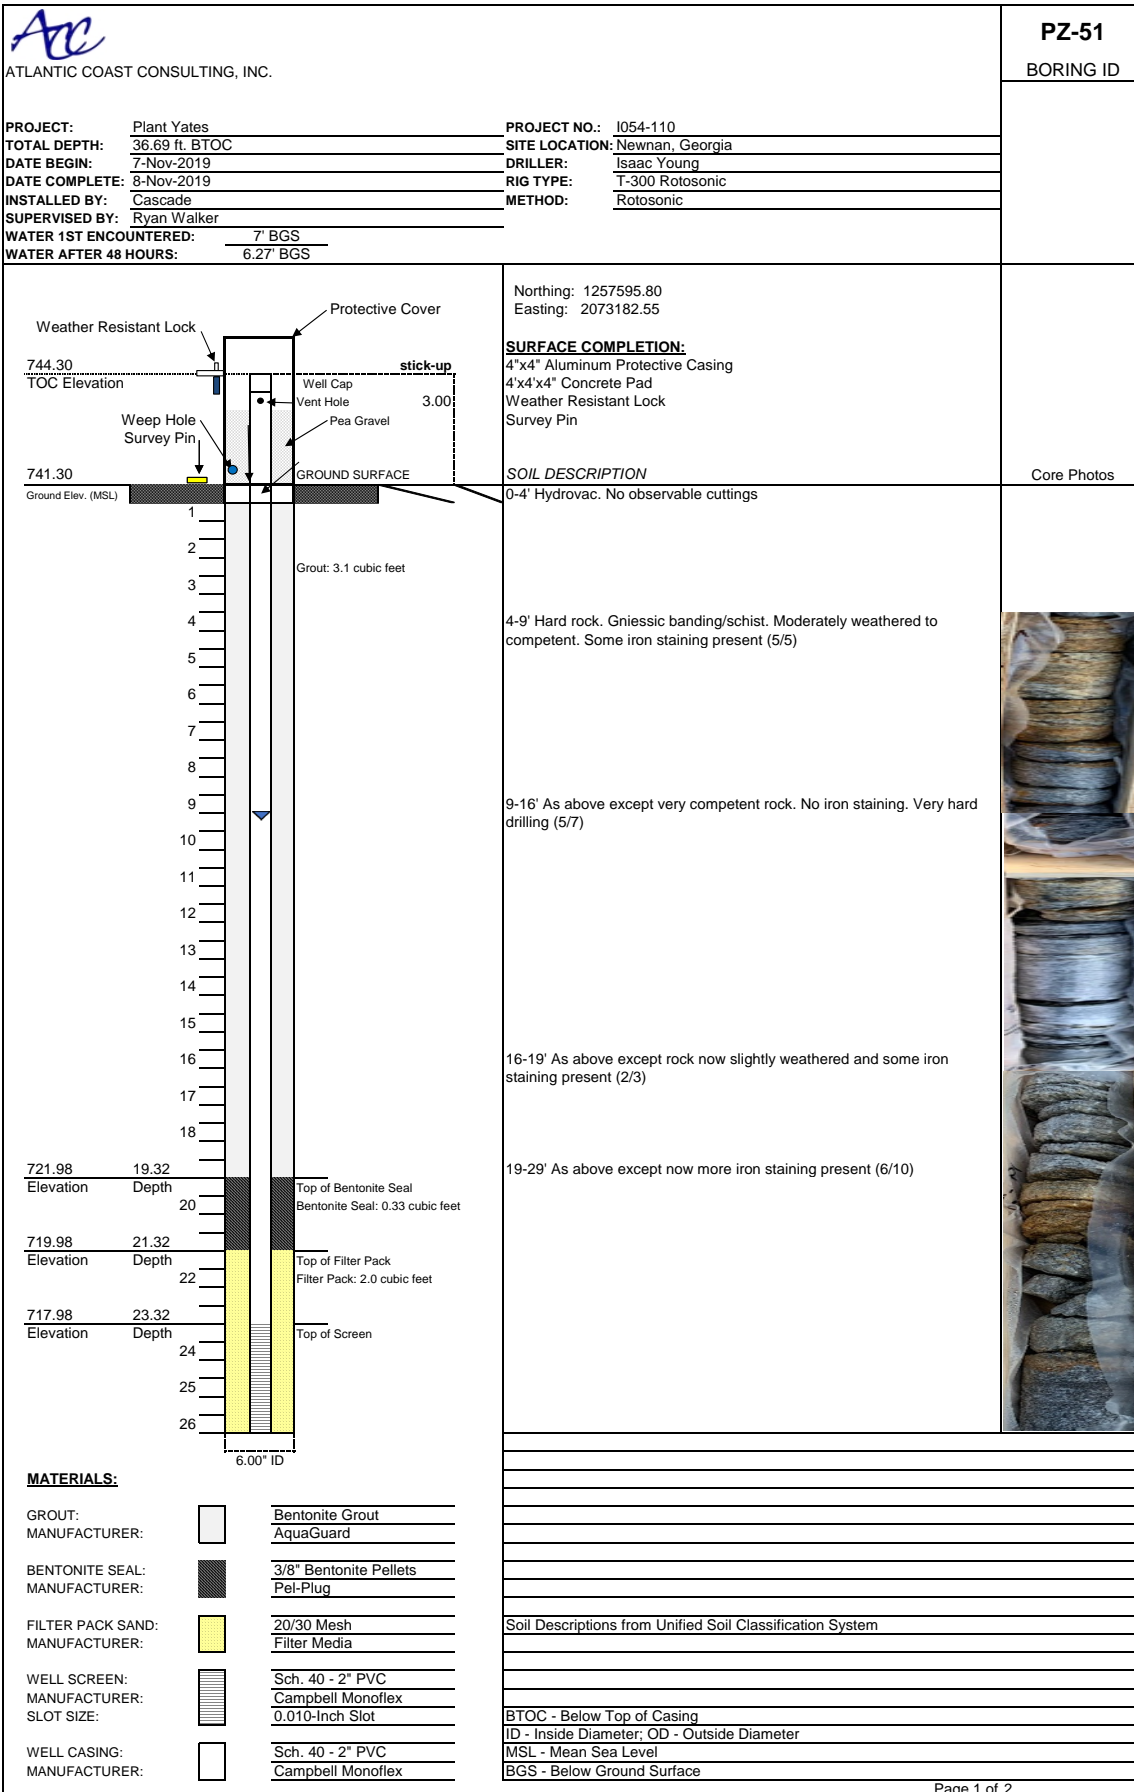 ACC
ATLANTIC COAST CONSULTING, INC.
PZ-51
BORING ID
PROJECT: Plant Yates
PROJECT NO.: I054-110
TOTAL DEPTH: 36.69 ft. BTOC
SITE LOCATION: Newnan, Georgia
DATE BEGIN: 7-Nov-2019
DRILLER: Isaac Young
DATE COMPLETE: 8-Nov-2019
RIG TYPE: T-300 Rotosonic
INSTALLED BY: Cascade
METHOD: Rotosonic
SUPERVISED BY: Ryan Walker
WATER 1ST ENCOUNTERED: 7' BGS
WATER AFTER 48 HOURS: 6.27' BGS
Northing: 1257595.80
Easting: 2073182.55
Protective Cover
Weather Resistant Lock
SURFACE COMPLETION:
744.30
stick-up
4"x4" Aluminum Protective Casing
TOC Elevation
Well Cap
4'x4'x4" Concrete Pad
Vent Hole
3.00
Weather Resistant Lock
Weep Hole
Pea Gravel
Survey Pin
Survey Pin
741.30
GROUND SURFACE
SOIL DESCRIPTION
Core Photos
Ground Elev. (MSL)
0-4' Hydrovac. No observable cuttings
1
2
Grout: 3.1 cubic feet
3
4
4-9' Hard rock. Gniessic banding/schist. Moderately weathered to
competent. Some iron staining present (5/5)
5
6
7
8
9
9-16' As above except very competent rock. No iron staining. Very hard
drilling (5/7)
10
11
12
13
14
15
16
16-19' As above except rock now slightly weathered and some iron
staining present (2/3)
17
18
721.98 19.32
19-29' As above except now more iron staining present (6/10)
Elevation Depth
Top of Bentonite Seal
20
Bentonite Seal: 0.33 cubic feet
719.98 21.32
Elevation Depth
Top of Filter Pack
22
Filter Pack: 2.0 cubic feet
717.98 23.32
Elevation Depth
Top of Screen
24
25
26
6.00" ID
MATERIALS:
GROUT: Bentonite Grout
MANUFACTURER: AquaGuard
BENTONITE SEAL: 3/8" Bentonite Pellets
MANUFACTURER: Pel-Plug
FILTER PACK SAND: 20/30 Mesh
Soil Descriptions from Unified Soil Classification System
MANUFACTURER: Filter Media
WELL SCREEN: Sch. 40 - 2" PVC
MANUFACTURER: Campbell Monoflex
SLOT SIZE: 0.010-Inch Slot
BTOC - Below Top of Casing
ID - Inside Diameter; OD - Outside Diameter
WELL CASING: Sch. 40 - 2" PVC
MSL - Mean Sea Level
MANUFACTURER: Campbell Monoflex
BGS - Below Ground Surface
Page 1 of 2